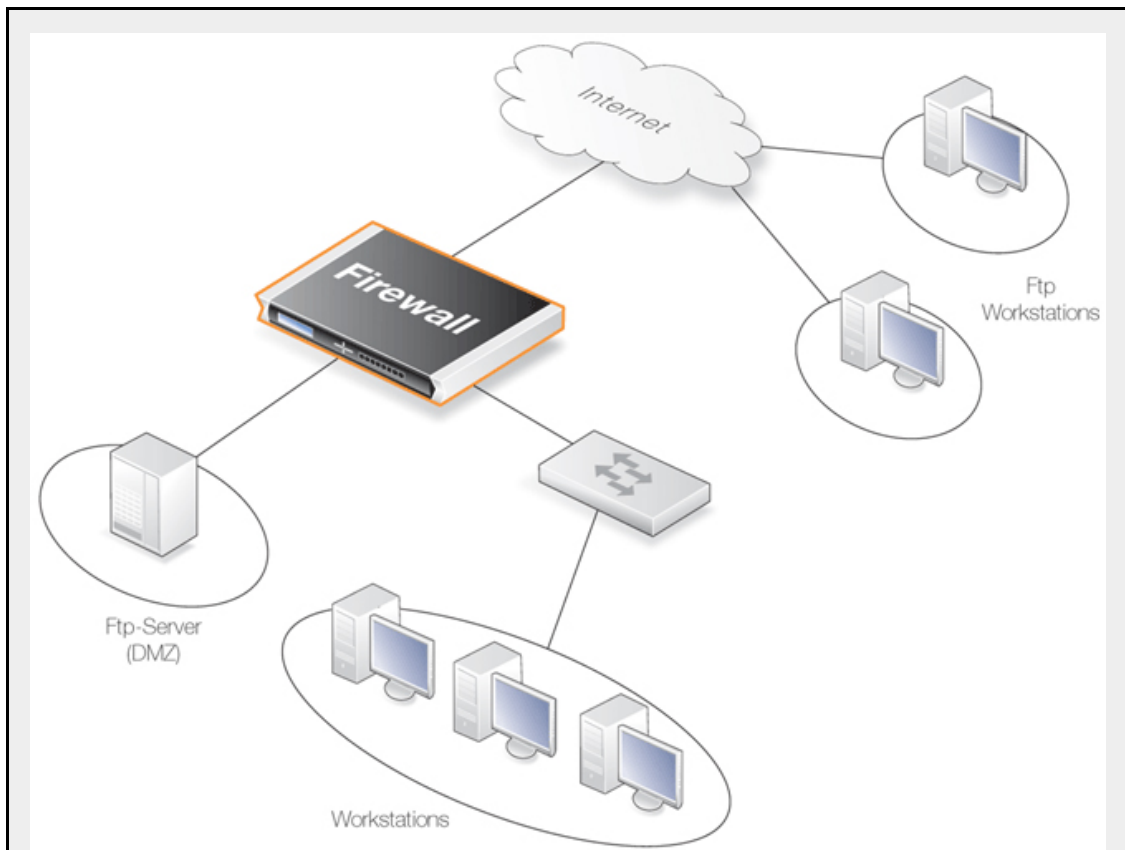 Internet
Firewall
Ftp
Workstations
Ftp-Server
(DMZ)
Workstations